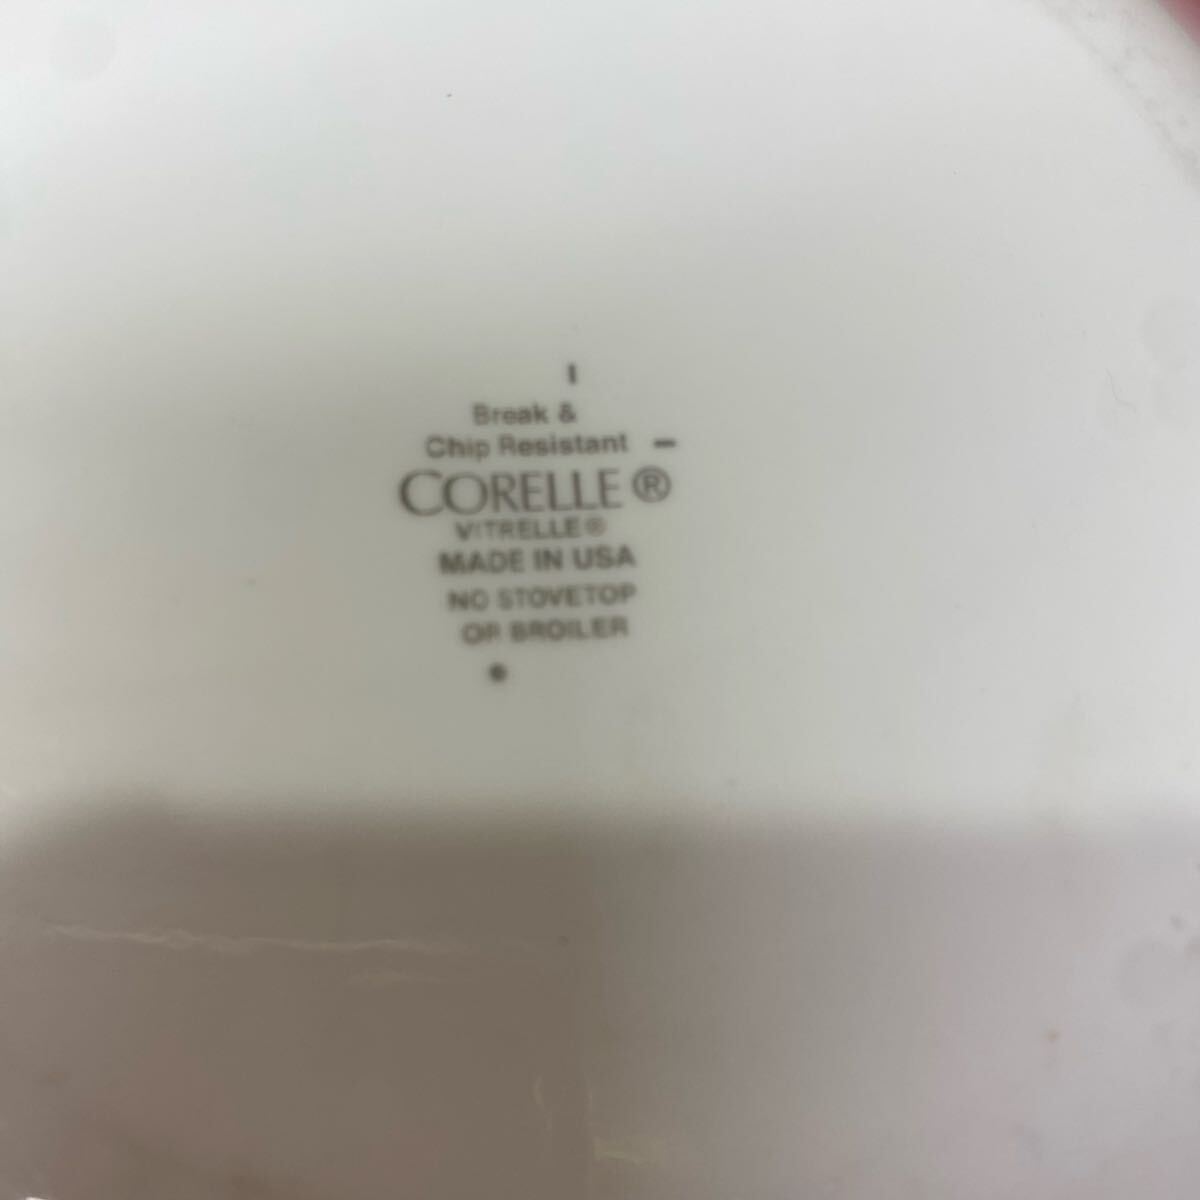 Break &
Chip Resistant
CORELLE®
VITRELLE®
MADE IN USA
NO STOVETOP
OR BROILER